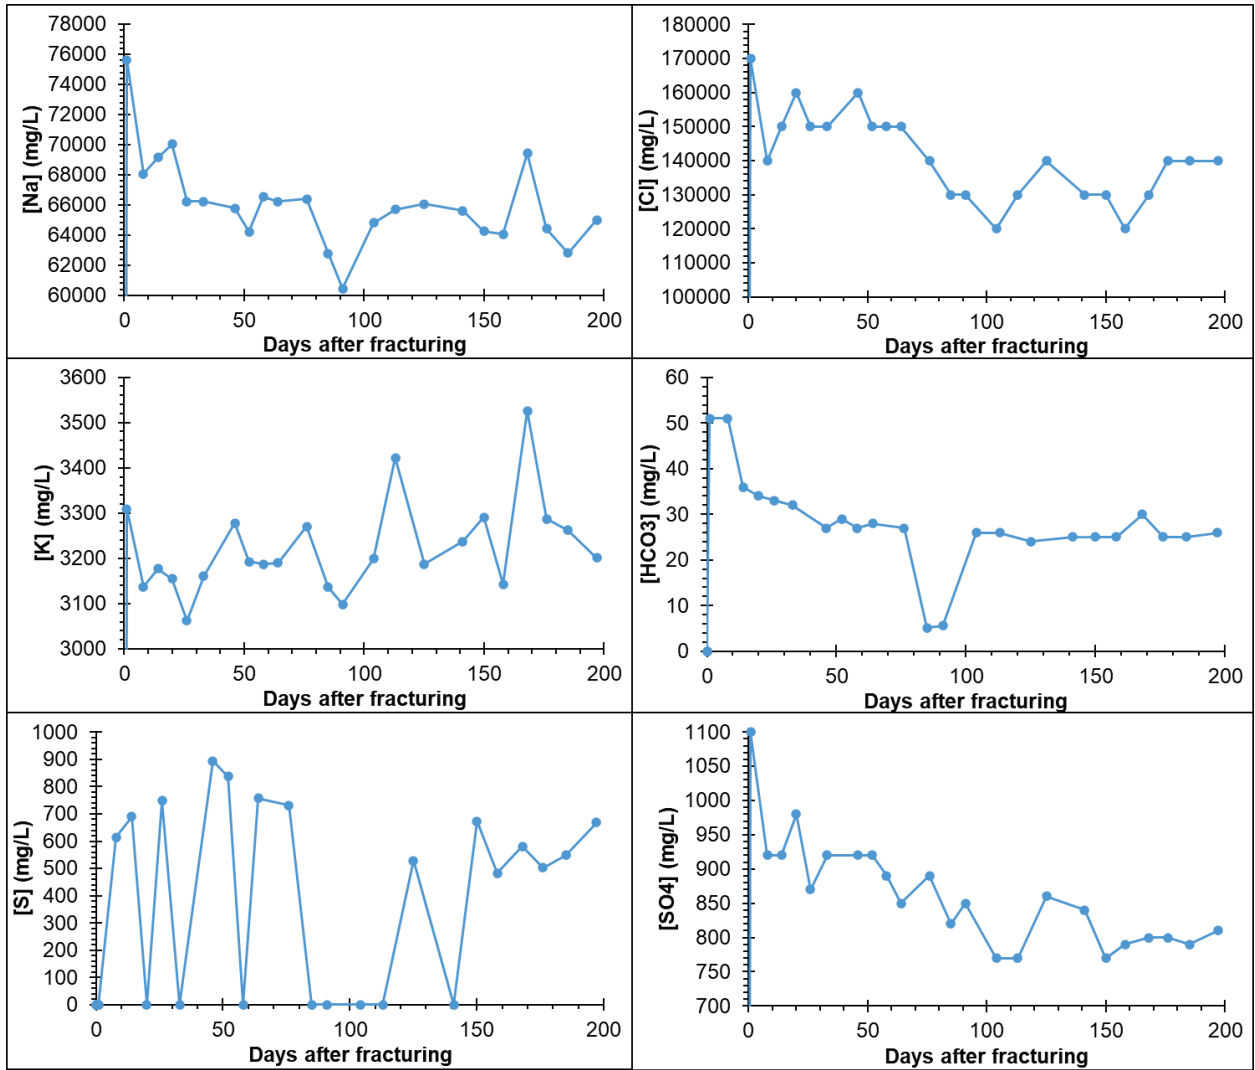 [Na] (mg/L)
78000
76000
74000
72000
70000
68000
66000
64000
62000
60000
0 50 100 150 200
Days after fracturing
[Cl] (mg/L)
180000
170000
160000
150000
140000
130000
120000
110000
100000
0 50 100 150 200
Days after fracturing
[K] (mg/L)
3600
3500
3400
3300
3200
3100
3000
0 50 100 150 200
Days after fracturing
[HCO3] (mg/L)
60
50
40
30
20
10
0
0 50 100 150 200
Days after fracturing
[S] (mg/L)
1000
900
800
700
600
500
400
300
200
100
0
0 50 100 150 200
Days after fracturing
[SO4] (mg/L)
1100
1050
1000
950
900
850
800
750
700
0 50 100 150 200
Days after fracturing